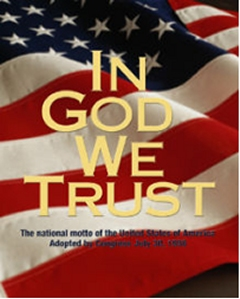 IN
GOD
WE
TRUST
The national motto of the United States of America
Adopted by Congress July 30, 1956